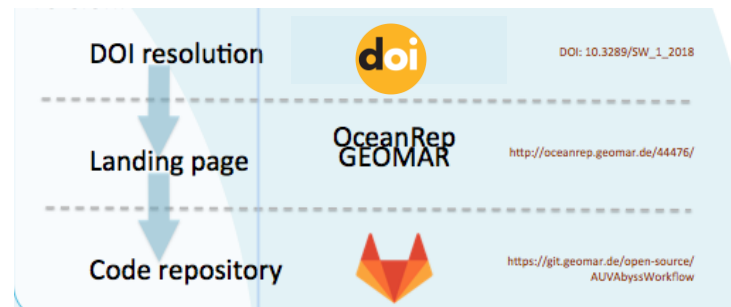 DOI resolution
doi
DOI: 10.3289/SW_1_2018
Landing page
OceanRep
GEOMAR
http://oceanrep.geomar.de/44476/
Code repository
https://git.geomar.de/open-source/
AUVAbyssWorkflow